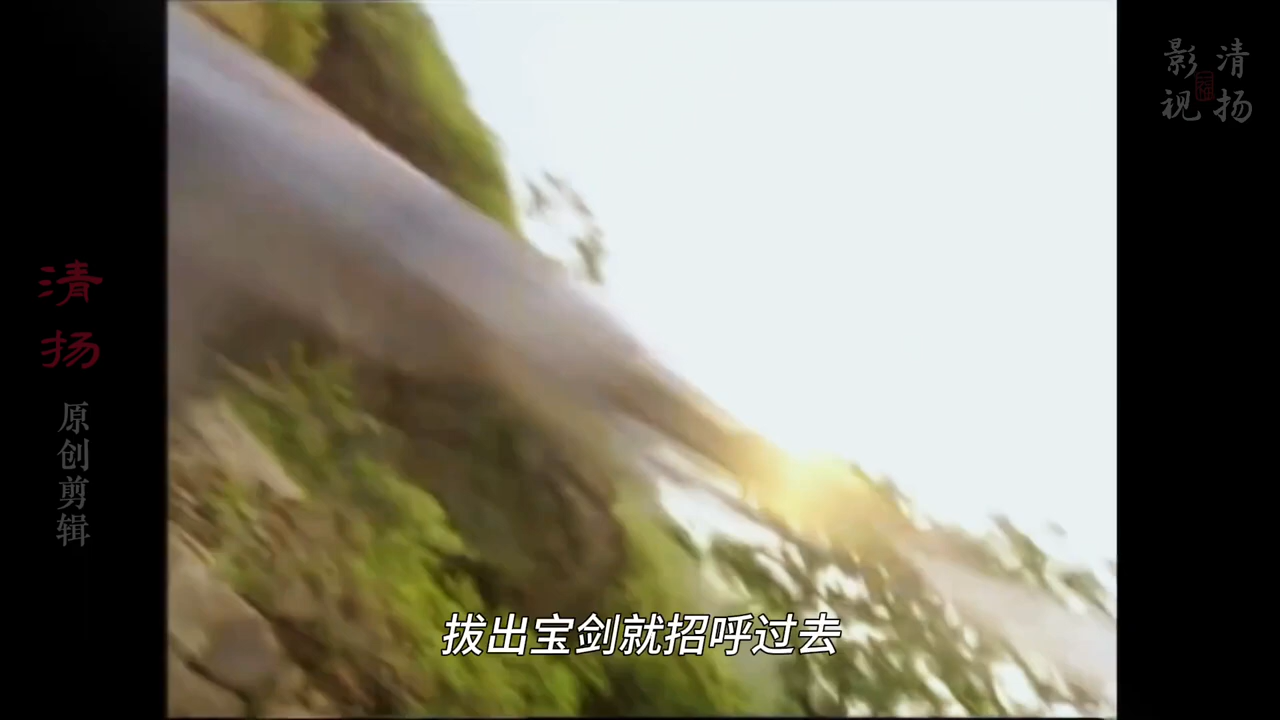 清扬
影视
清扬
原创剪辑
拔出宝剑就招呼过去